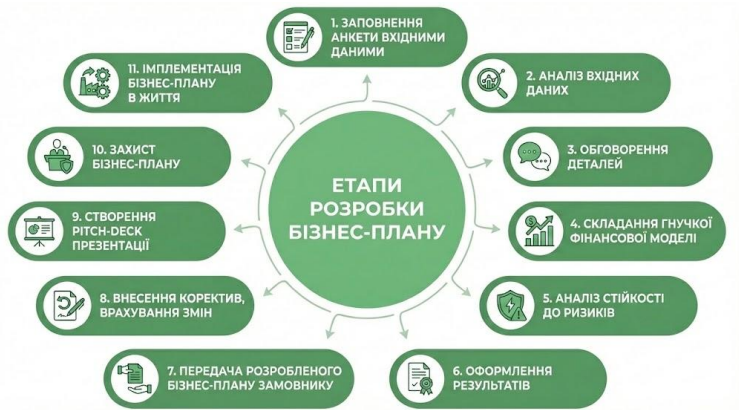 ЕТАПИ
РОЗРОБКИ
БІЗНЕС-ПЛАНУ
1. ЗАПОВНЕННЯ
АНКЕТИ ВХІДНИМИ
ДАНИМИ
2. АНАЛІЗ ВХІДНИХ
ДАНИХ
3. ОБГОВОРЕННЯ
ДЕТАЛЕЙ
4. СКЛАДАННЯ ГНУЧКОЇ
ФІНАНСОВОЇ МОДЕЛІ
5. АНАЛІЗ СТІЙКОСТІ
ДО РИЗИКІВ
6. ОФОРМЛЕННЯ
РЕЗУЛЬТАТІВ
7. ПЕРЕДАЧА РОЗРОБЛЕНОГО
БІЗНЕС-ПЛАНУ ЗАМОВНИКУ
8. ВНЕСЕННЯ КОРЕКТИВ,
ВРАХУВАННЯ ЗМІН
9. СТВОРЕННЯ
PITCH-DECK
ПРЕЗЕНТАЦІЇ
10. ЗАХИСТ
БІЗНЕС-ПЛАНУ
11. ІМПЛЕМЕНТАЦІЯ
БІЗНЕС-ПЛАНУ
В ЖИТТЯ